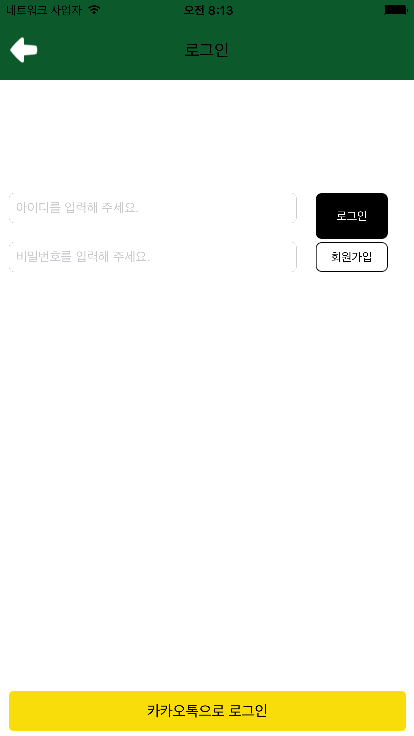 네트워크 사업자 오전 8:13
로그인
아이디를 입력해 주세요.
로그인
비밀번호를 입력해 주세요.
회원가입
카카오톡으로 로그인